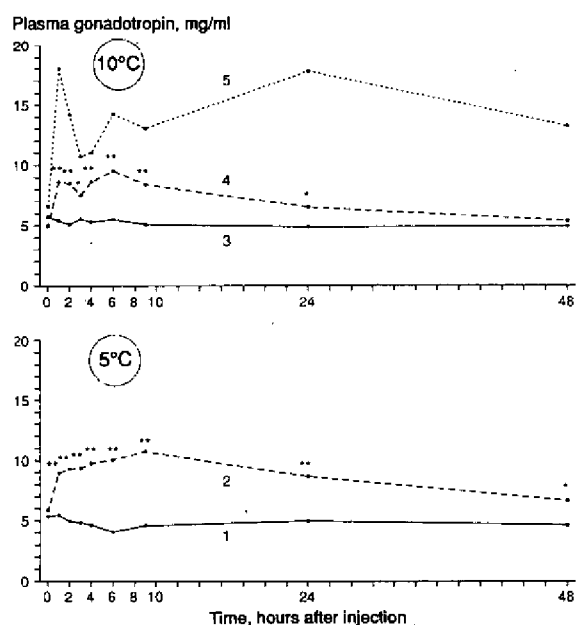 Plasma gonadotropin, mg/ml
20
10°C
5
15
** ** * ** ** **
10
4
*
5
3
0
0 2 4 6 8 10 24 48
20
5°C
15
** ** ** ** ** **
10
**
2
*
5
1
0
0 2 4 6 8 10 24 48
Time, hours after injection